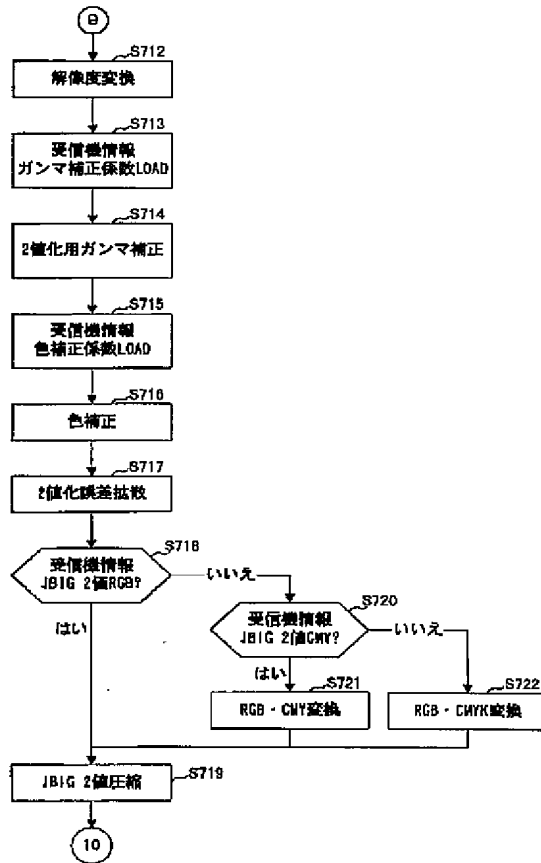 S712
解像度変換
S713
受信機情報
ガンマ補正係数LOAD
S714
2値化用ガンマ補正
S715
受信機情報
色補正係数LOAD
S716
色補正
S717
2値化誤差拡散
S718
受信機情報
JBIG 2値RGB?
いいえ
はい
S720
受信機情報
JBIG 2値CMY?
いいえ
はい
S721
RGB・CMY変換
S722
RGB・CMYK変換
S719
JBIG 2値圧縮
10